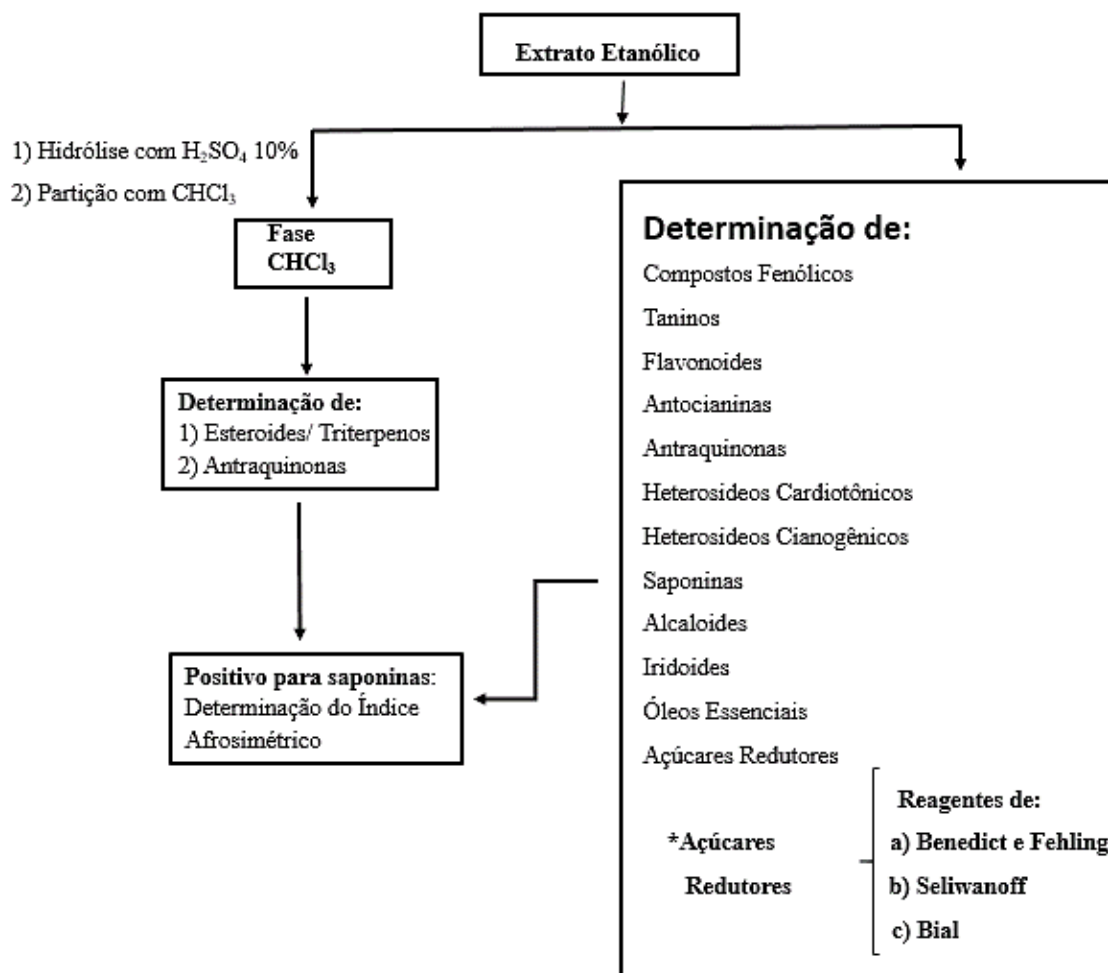 Extrato Etanólico
1) Hidrólise com H₂SO₄ 10%
2) Partição com CHCl₃
Fase
CHCl₃
Determinação de:
1) Esteroides/ Triterpenos
2) Antraquinonas
Positivo para saponinas:
Determinação do Índice
Afrosimétrico
Determinação de:
Compostos Fenólicos
Taninos
Flavonoides
Antocianinas
Antraquinonas
Heterosideos Cardiotônicos
Heterosideos Cianogênicos
Saponinas
Alcaloides
Iridoides
Óleos Essenciais
Açúcares Redutores
*Açúcares
Redutores
Reagentes de:
a) Benedict e Fehling
b) Seliwanoff
c) Bial